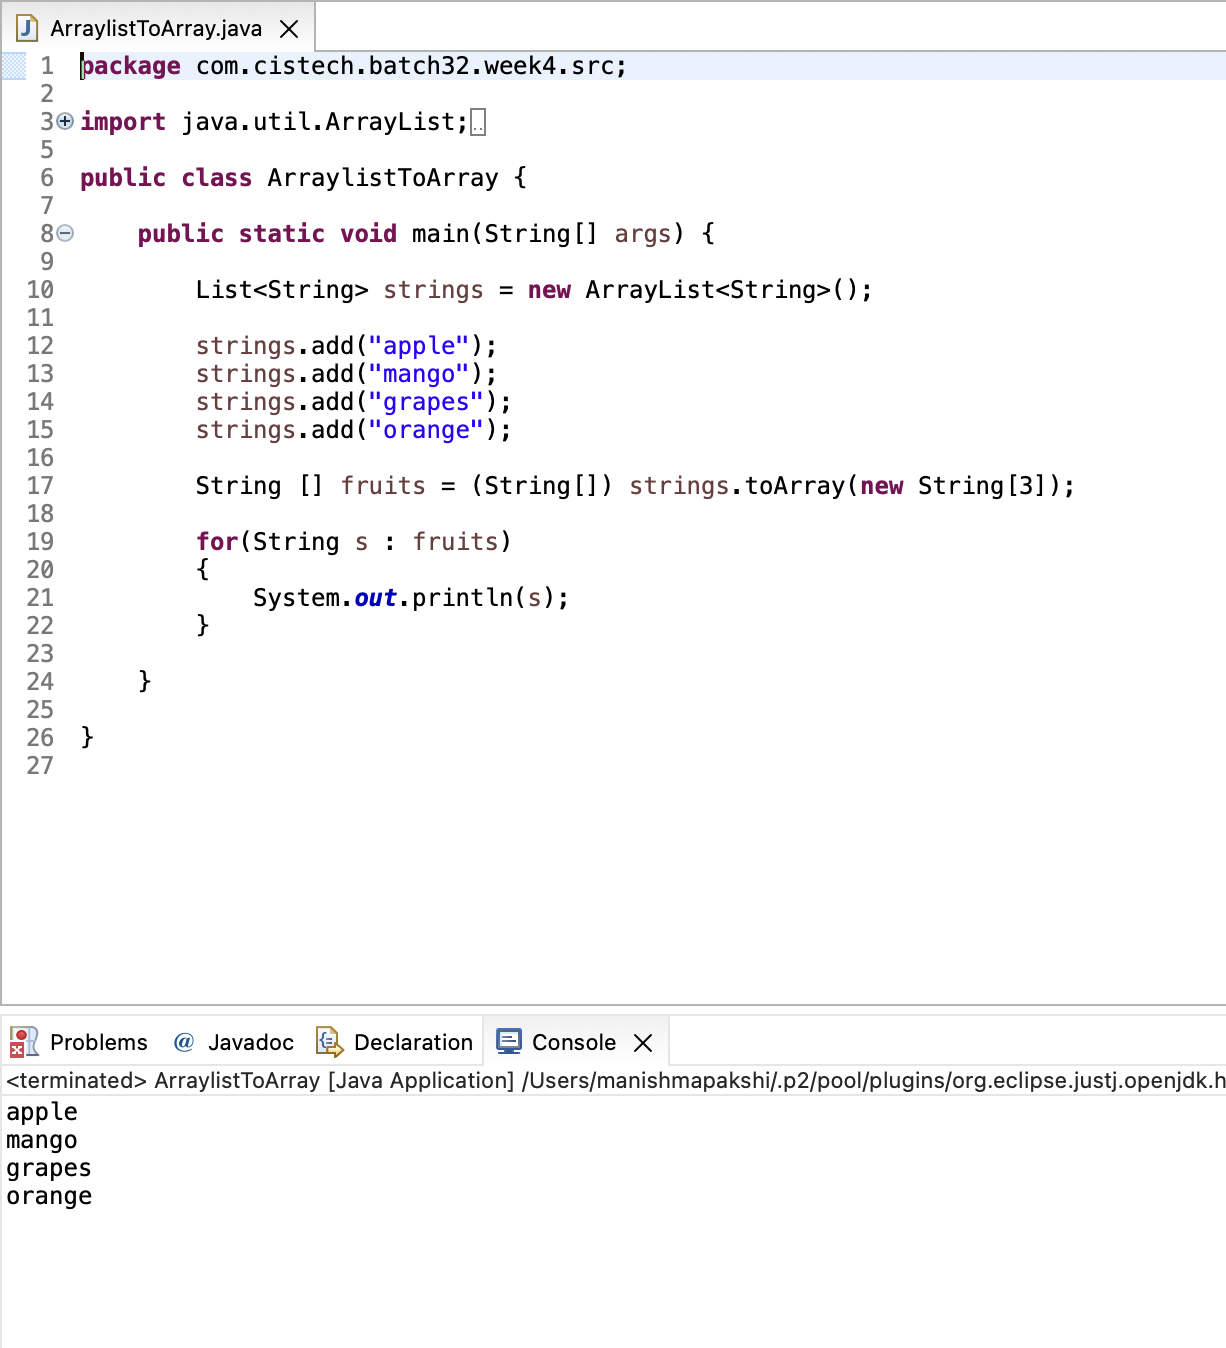 ArraylistToArray.java
1 package com.cistech.batch32.week4.src;
2
3 import java.util.ArrayList;
5
6 public class ArraylistToArray {
7
8 public static void main(String[] args) {
9
10 List<String> strings = new ArrayList<String>();
11
12 strings.add("apple");
13 strings.add("mango");
14 strings.add("grapes");
15 strings.add("orange");
16
17 String [] fruits = (String[]) strings.toArray(new String[3]);
18
19 for(String s : fruits)
20 {
21 System.out.println(s);
22 }
23
24 }
25
26 }
27
Problems @ Javadoc Declaration Console
<terminated> ArraylistToArray [Java Application] /Users/manishmapakshi/.p2/pool/plugins/org.eclipse.justj.openjdk.h
apple
mango
grapes
orange